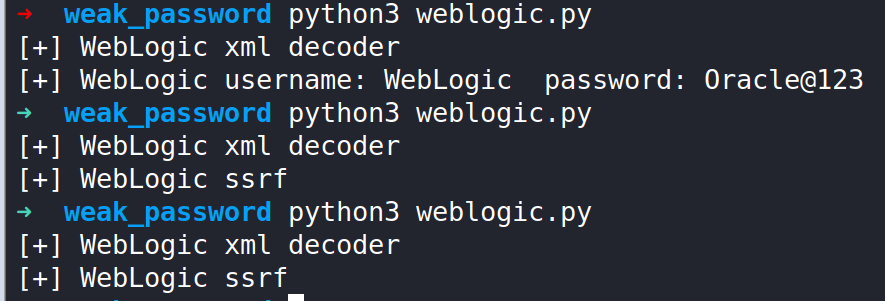 ➜ weak_password python3 weblogic.py
[+] WebLogic xml decoder
[+] WebLogic username: WebLogic  password: Oracle@123
➜ weak_password python3 weblogic.py
[+] WebLogic xml decoder
[+] WebLogic ssrf
➜ weak_password python3 weblogic.py
[+] WebLogic xml decoder
[+] WebLogic ssrf